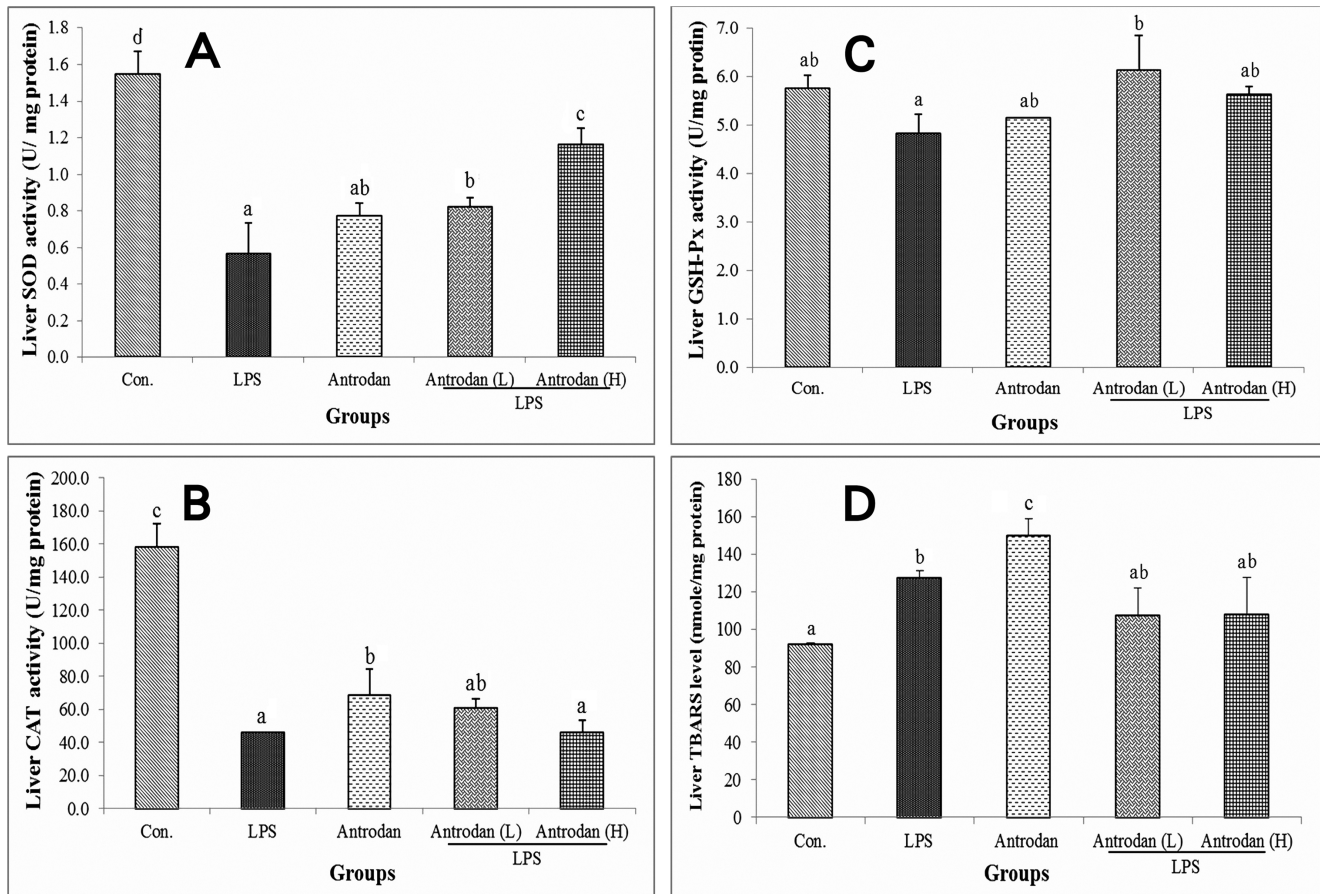 A
Liver SOD activity (U/ mg protein)
1.8
1.6
1.4
1.2
1.0
0.8
0.6
0.4
0.2
0.0
d
a
ab
b
c
Con.
LPS
Antrodan
Antrodan (L)
Antrodan (H)
LPS
Groups
C
Liver GSH-Px activity (U/mg protin)
7.0
6.0
5.0
4.0
3.0
2.0
1.0
0.0
ab
a
ab
b
ab
Con.
LPS
Antrodan
Antrodan (L)
Antrodan (H)
LPS
Groups
B
Liver CAT activity (U/mg protein)
200.0
180.0
160.0
140.0
120.0
100.0
80.0
60.0
40.0
20.0
0.0
c
a
b
ab
a
Con.
LPS
Antrodan
Antrodan (L)
Antrodan (H)
LPS
Groups
D
Liver TBARS level (nmole/mg protein)
180
160
140
120
100
80
60
40
20
0
a
b
c
ab
ab
Con.
LPS
Antrodan
Antrodan (L)
Antrodan (H)
LPS
Groups